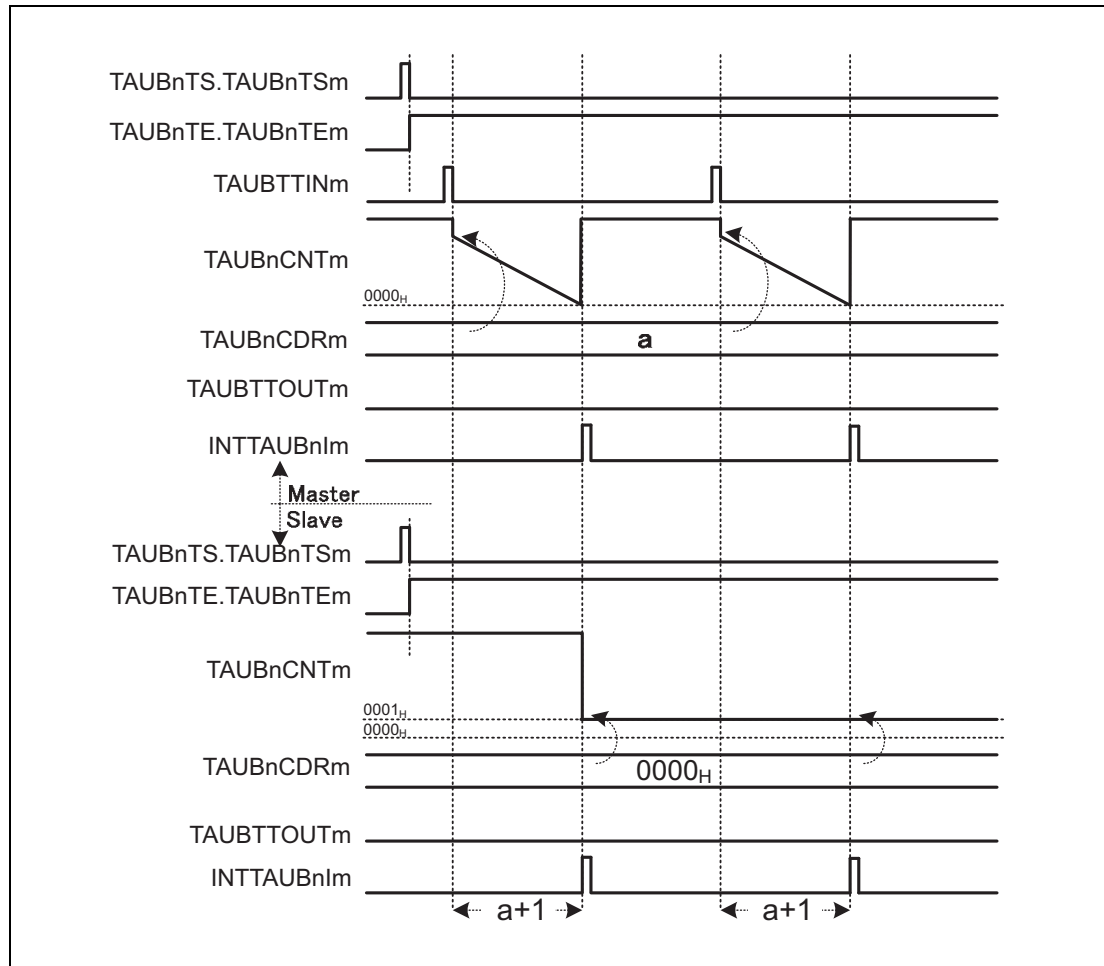 TAUBnTS.TAUBnTSm
TAUBnTE.TAUBnTEm
TAUBTTINm
TAUBnCNTm
0000H
TAUBnCDRm
a
TAUBTTOUTm
INTTAUBnIm
Master
Slave
TAUBnTS.TAUBnTSm
TAUBnTE.TAUBnTEm
TAUBnCNTm
0001H
0000H
TAUBnCDRm
0000H
TAUBTTOUTm
INTTAUBnIm
a+1
a+1